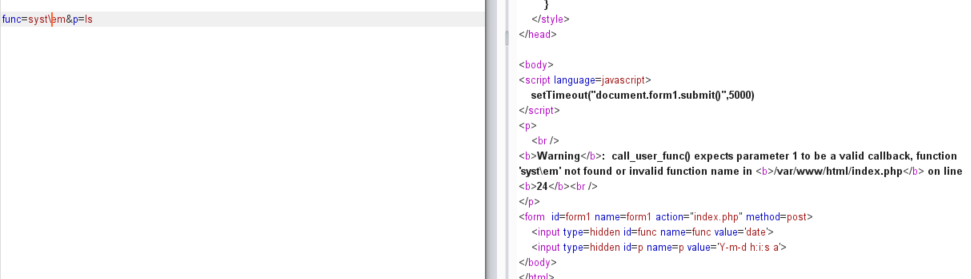 func=syst\em&p=ls
}
</style>
</head>
<body>
<script language=javascript>
setTimeout("document.form1.submit()",5000)
</script>
<p>
<br />
<b>Warning</b>:  call_user_func() expects parameter 1 to be a valid callback, function
'syst\em' not found or invalid function name in <b>/var/www/html/index.php</b> on line
<b>24</b><br />
</p>
<form  id=form1 name=form1 action="index.php" method=post>
<input type=hidden id=func name=func value='date'>
<input type=hidden id=p name=p value='Y-m-d h:i:s a'>
</body>
</html>